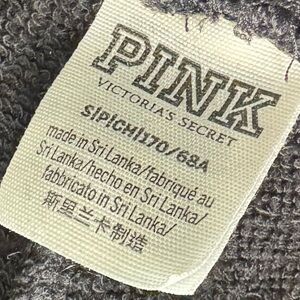 PINK
VICTORIA'S SECRET
S|P|CH|170/68A
made in Sri Lanka/fabriqué au
Sri Lanka/hecho en Sri Lanka/
fabbricato in Sri Lanka/
斯里兰卡制造